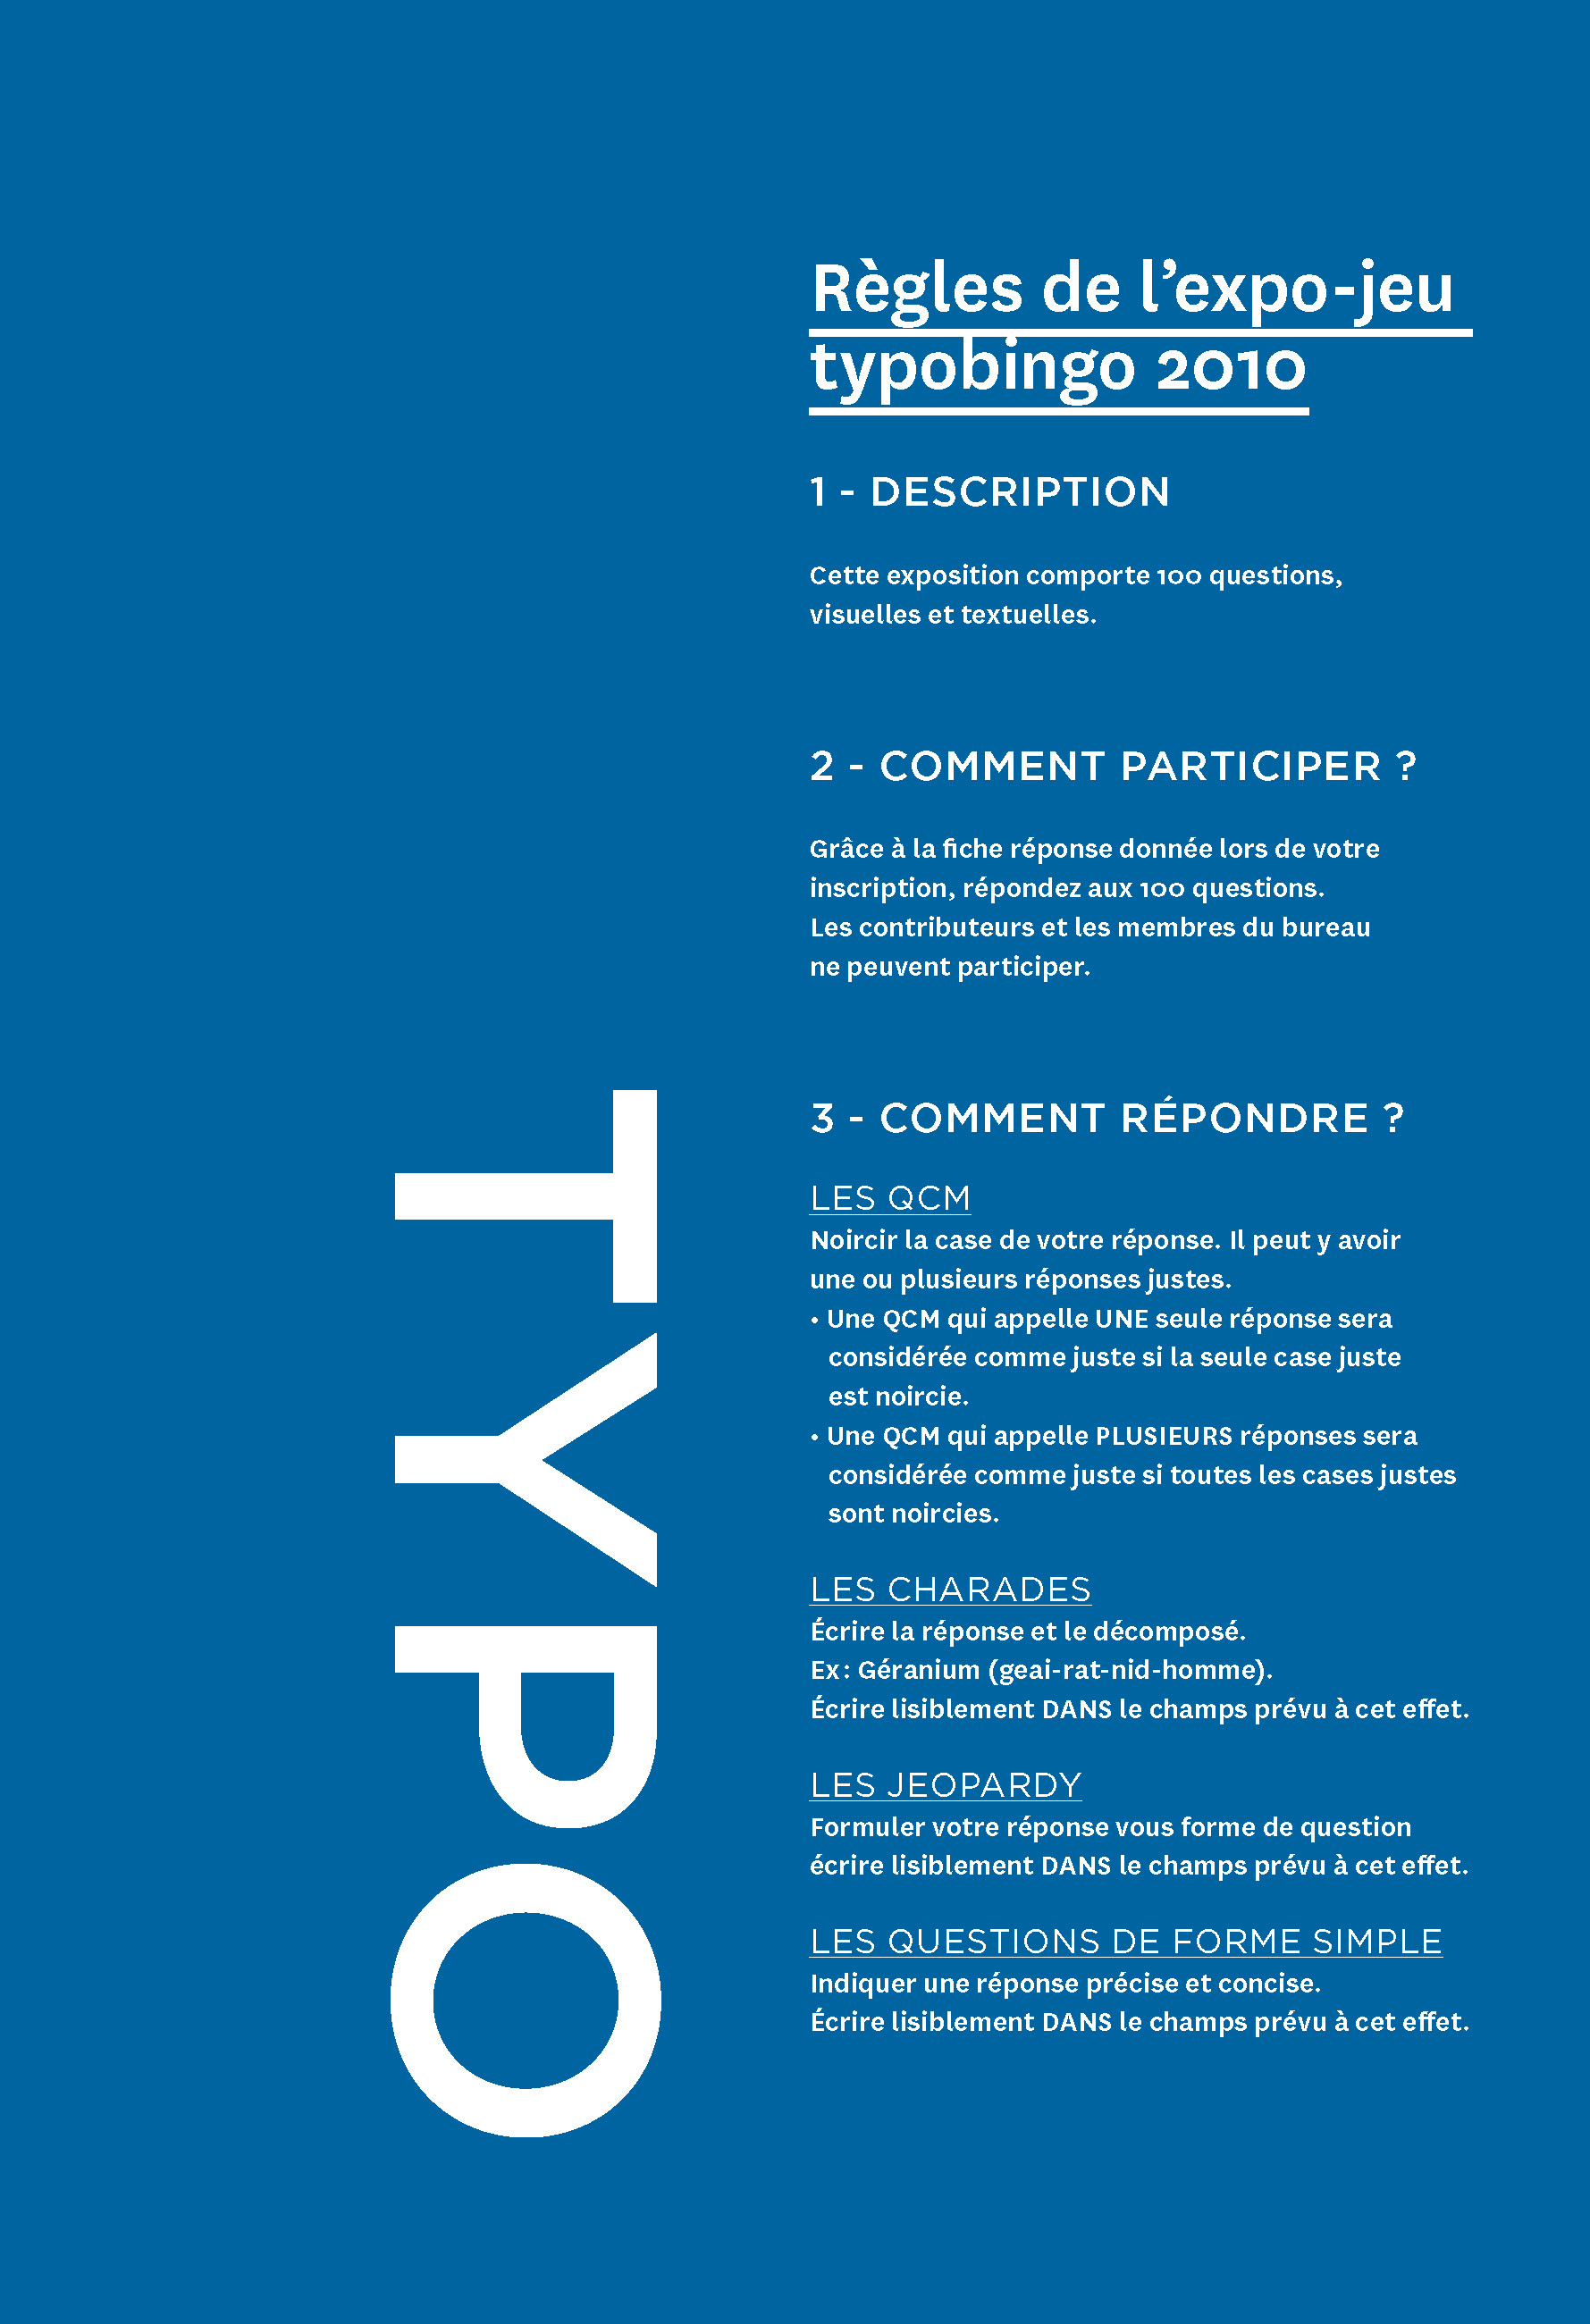 Règles de l’expo-jeu
typobingo 2010
1 - DESCRIPTION
Cette exposition comporte 100 questions,
visuelles et textuelles.
2 - COMMENT PARTICIPER ?
Grâce à la fiche réponse donnée lors de votre
inscription, répondez aux 100 questions.
Les contributeurs et les membres du bureau
ne peuvent participer.
3 - COMMENT RÉPONDRE ?
LES QCM
Noircir la case de votre réponse. Il peut y avoir
une ou plusieurs réponses justes.
• Une QCM qui appelle UNE seule réponse sera
considérée comme juste si la seule case juste
est noircie.
• Une QCM qui appelle PLUSIEURS réponses sera
considérée comme juste si toutes les cases justes
sont noircies.
LES CHARADES
Écrire la réponse et le décomposé.
Ex : Géranium (geai-rat-nid-homme).
Écrire lisiblement DANS le champs prévu à cet effet.
LES JEOPARDY
Formuler votre réponse vous forme de question
écrire lisiblement DANS le champs prévu à cet effet.
LES QUESTIONS DE FORME SIMPLE
Indiquer une réponse précise et concise.
Écrire lisiblement DANS le champs prévu à cet effet.
TYPO